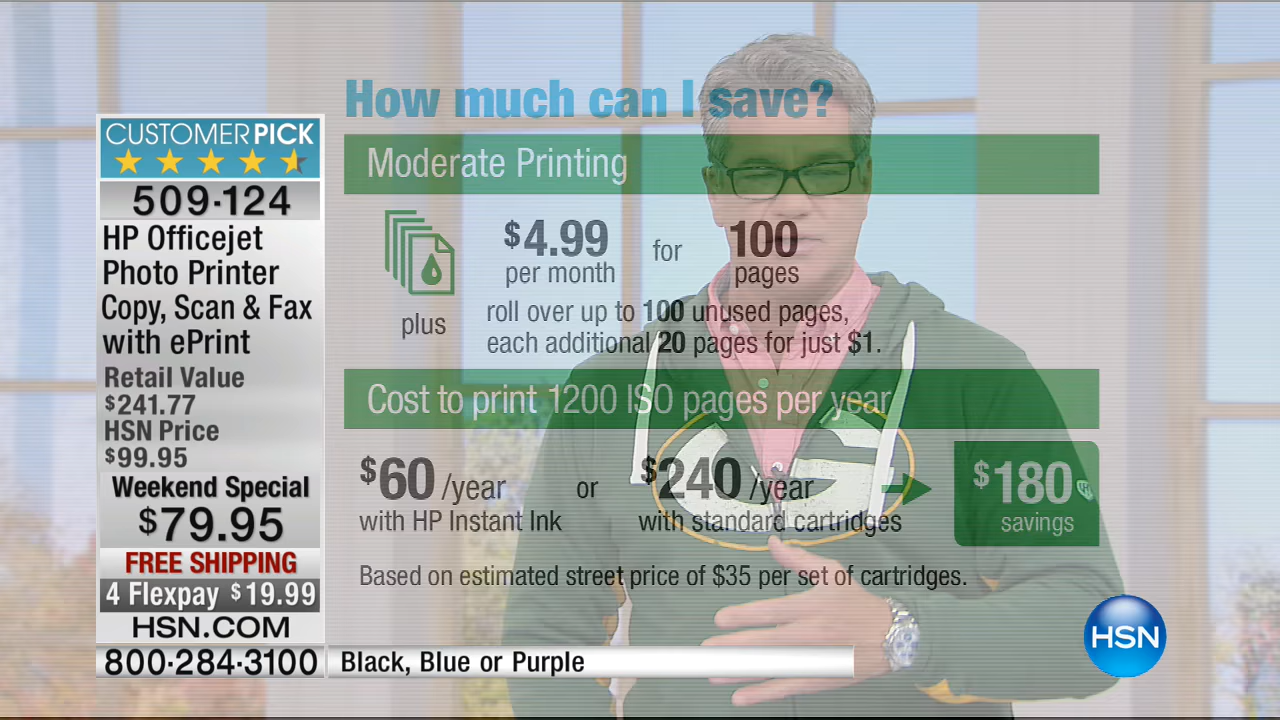 CUSTOMER PICK
509-124
HP Officejet
Photo Printer
Copy, Scan & Fax
with ePrint
Retail Value
$241.77
HSN Price
$99.95
Weekend Special
$79.95
FREE SHIPPING
4 Flexpay $19.99
HSN.COM
800-284-3100
Black, Blue or Purple
How much can I save?
Moderate Printing
$4.99 per month for 100 pages
plus
roll over up to 100 unused pages,
each additional 20 pages for just $1.
Cost to print 1200 ISO pages per year
$60 /year or $240 /year $180
with HP Instant Ink with standard cartridges savings
Based on estimated street price of $35 per set of cartridges.
G
HSN